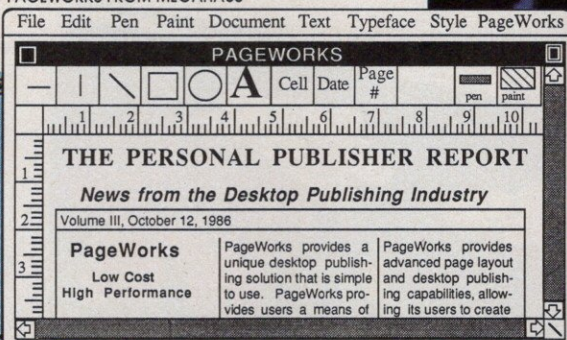 PAGEWORKS FROM MEGAHAUS
File Edit Pen Paint Document Text Typeface Style PageWorks
PAGEWORKS
A Cell Date Page #
pen paint
1 2 3 4 5 6 7 8 9 10
THE PERSONAL PUBLISHER REPORT
1
News from the Desktop Publishing Industry
2
Volume III, October 12, 1986
PageWorks
Low Cost
High Performance
3
PageWorks provides a
unique desktop publish-
ing solution that is simple
to use. PageWorks pro-
vides users a means of
PageWorks provides
advanced page layout
and desktop publish-
ing capabilities, allow-
ing its users to create